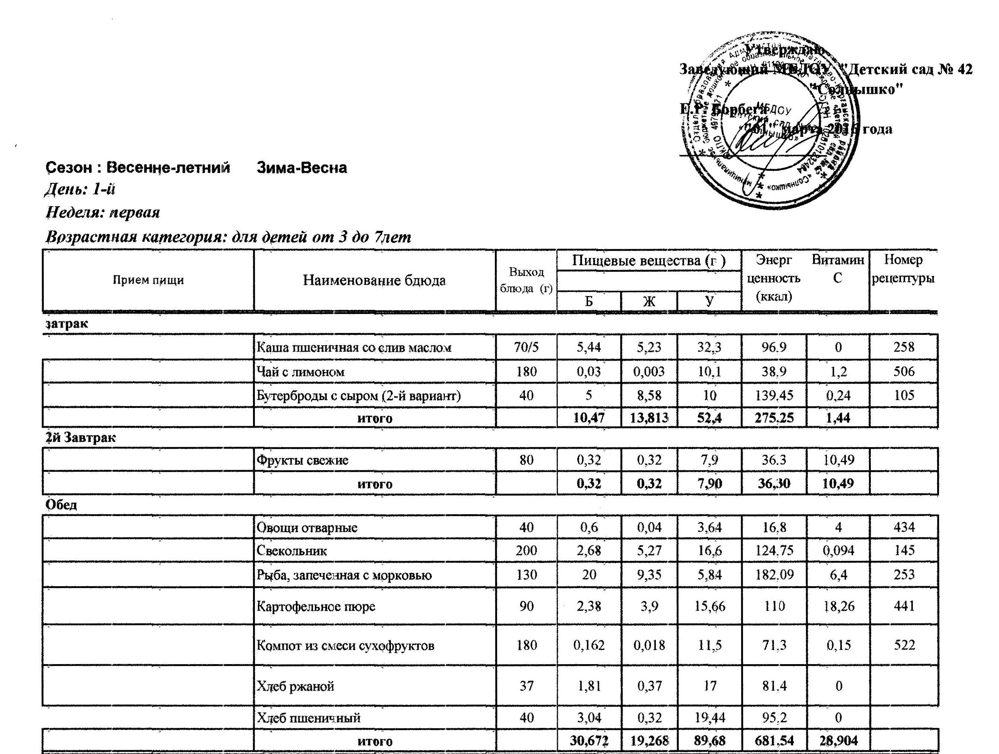 Утверждаю
Заведующий МБДОУ "Детский сад № 42
"Солнышко"
Е.Р. Борбега
"01" марта 2016 года
МБДОУ
«Солнышко»
Сезон : Весенне-летний Зима-Весна
День: 1-й
Неделя: первая
Возрастная категория: для детей от 3 до 7лет
Прием пищи Наименование бдюда Выход блюда (г) Пищевые вещества (г ) Энерг ценность (ккал) Витамин С Номер рецептуры
Б Ж У
затрак
Каша пшеничная со слив маслом 70/5 5,44 5,23 32,3 96.9 0 258
Чай с лимоном 180 0,03 0,003 10,1 38.9 1,2 506
Бутерброды с сыром (2-й вариант) 40 5 8,58 10 139.45 0,24 105
итого 10,47 13,813 52,4 275.25 1,44
2й Завтрак
Фрукты свежие 80 0,32 0,32 7,9 36.3 10,49
итого 0,32 0,32 7,90 36,30 10,49
Обед
Овощи отварные 40 0,6 0,04 3,64 16.8 4 434
Свекольник 200 2,68 5,27 16,6 124.75 0,094 145
Рыба, запеченная с морковью 130 20 9,35 5,84 182.09 6,4 253
Картофельное пюре 90 2,38 3,9 15,66 110 18,26 441
Компот из смеси сухофруктов 180 0,162 0,018 11,5 71.3 0,15 522
Хлеб ржаной 37 1,81 0,37 17 81.4 0
Хлеб пшеничный 40 3,04 0,32 19,44 95.2 0
итого 30,672 19,268 89,68 681,54 28,904